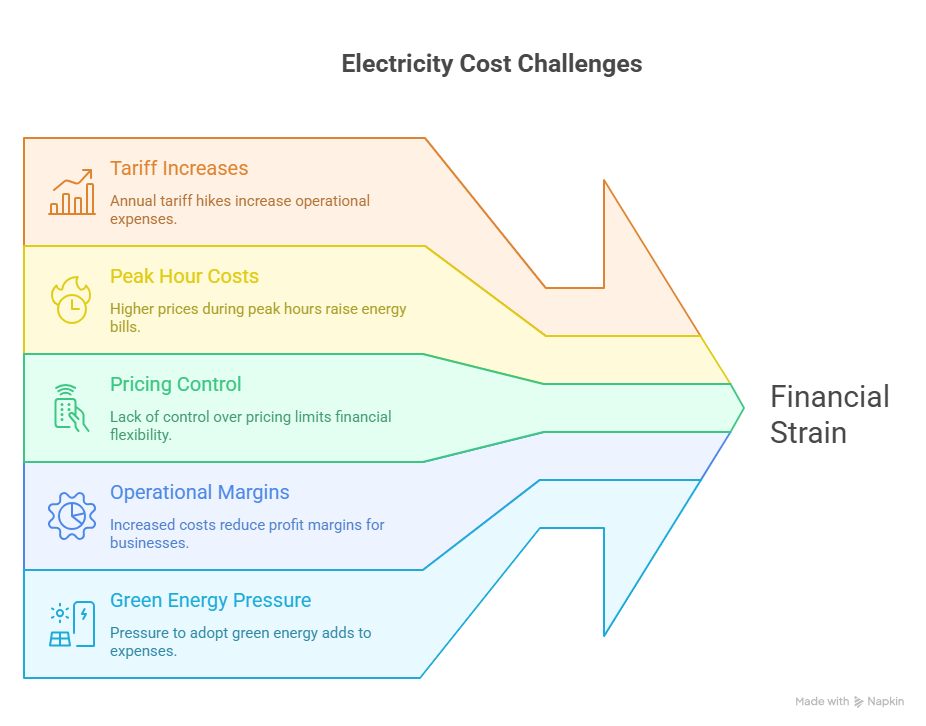 Electricity Cost Challenges
Tariff Increases
Annual tariff hikes increase operational
expenses.
Peak Hour Costs
Higher prices during peak hours raise energy
bills.
Pricing Control
Lack of control over pricing limits financial
flexibility.
Operational Margins
Increased costs reduce profit margins for
businesses.
Green Energy Pressure
Pressure to adopt green energy adds to
expenses.
Financial
Strain
Made with Napkin